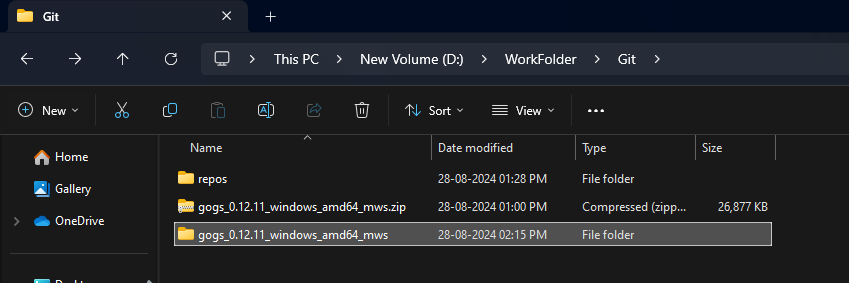 Git
This PC > New Volume (D:) > WorkFolder > Git >
New Sort View
Name Date modified Type Size
Home
Gallery
OneDrive
repos 28-08-2024 01:28 PM File folder
gogs_0.12.11_windows_amd64_mws.zip 28-08-2024 01:00 PM Compressed (zipp... 26,877 KB
gogs_0.12.11_windows_amd64_mws 28-08-2024 02:15 PM File folder